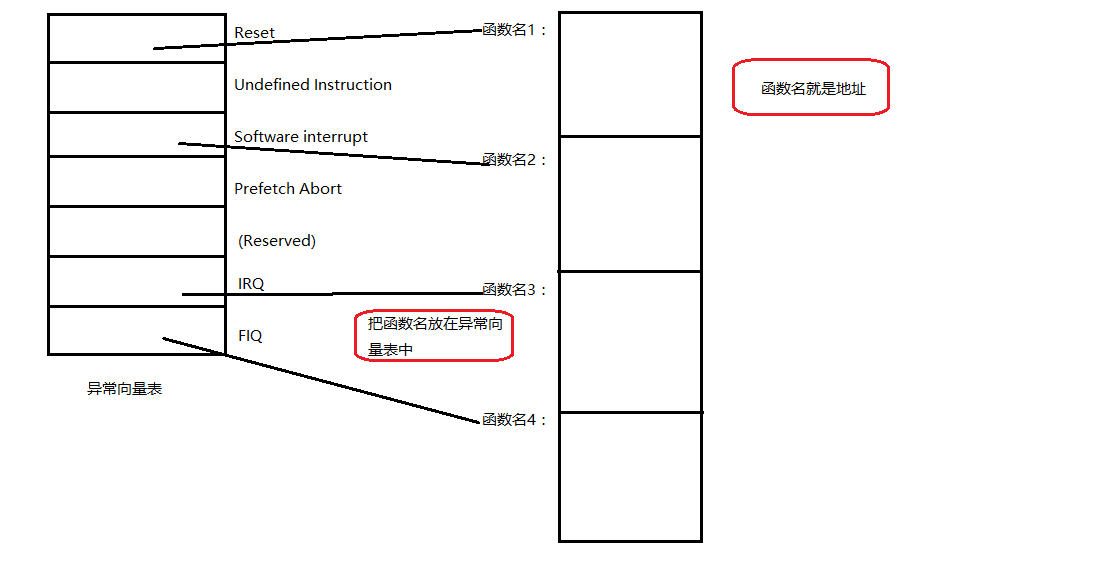 Reset
函数名1：
Undefined Instruction
函数名就是地址
Software interrupt
函数名2：
Prefetch Abort
(Reserved)
IRQ
函数名3：
FIQ
把函数名放在异常向
量表中
异常向量表
函数名4：